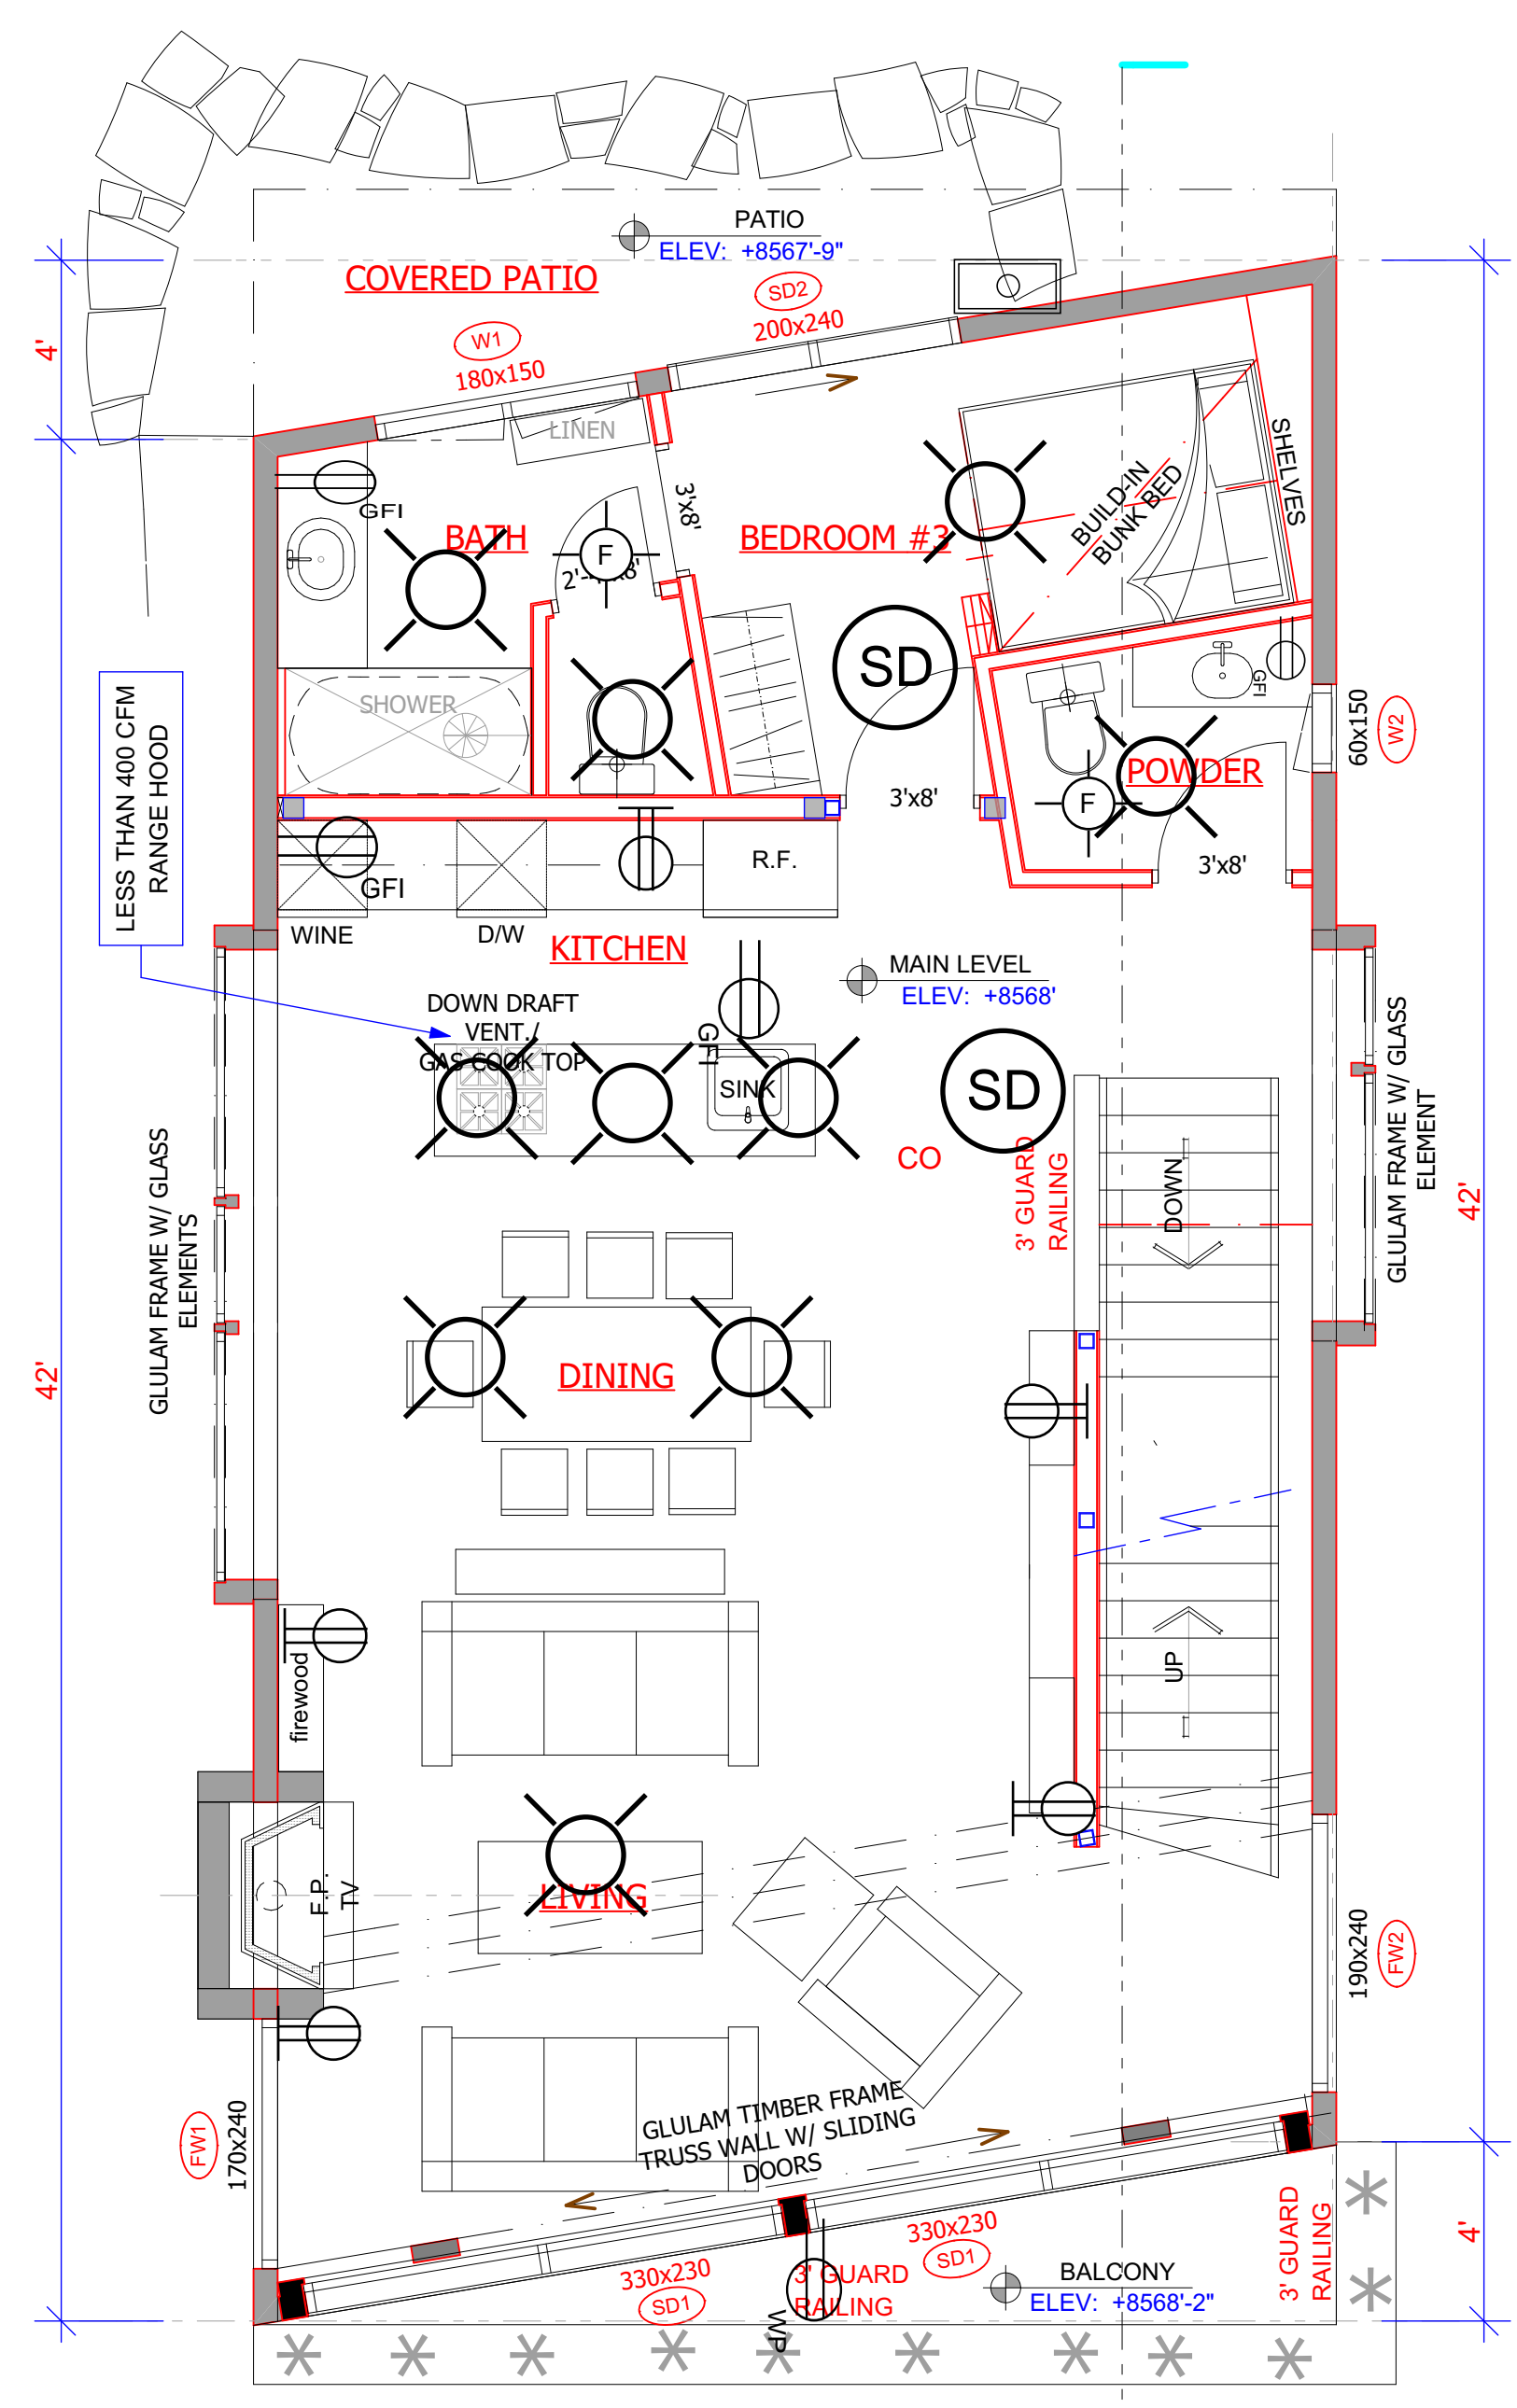 PATIO
ELEV: +8567'-9"
COVERED PATIO
SD2
200x240
W1
180x150
4'
LINEN
SHELVES
GFI
3'x8'
BUILD-IN
BUNK BED
BATH
BEDROOM #3
F
SD
GFI
LESS THAN 400 CFM
RANGE HOOD
SHOWER
60x150
W2
POWDER
F
3'x8'
3'x8'
R.F.
GFI
WINE
D/W
KITCHEN
MAIN LEVEL
ELEV: +8568'
DOWN DRAFT
VENT./
GAS COOK TOP
GFI
SINK
SD
CO
3' GUARD
RAILING
DOWN
GLULAM FRAME W/ GLASS
ELEMENT
42'
GLULAM FRAME W/ GLASS
ELEMENTS
42'
DINING
firewood
UP
F.P.
TV
LIVING
190x240
FW2
FW1
170x240
GLULAM TIMBER FRAME
TRUSS WALL W/ SLIDING
DOORS
330x230
SD1
330x230
SD1
3' GUARD
RAILING
WP
BALCONY
ELEV: +8568'-2"
3' GUARD
RAILING
4'